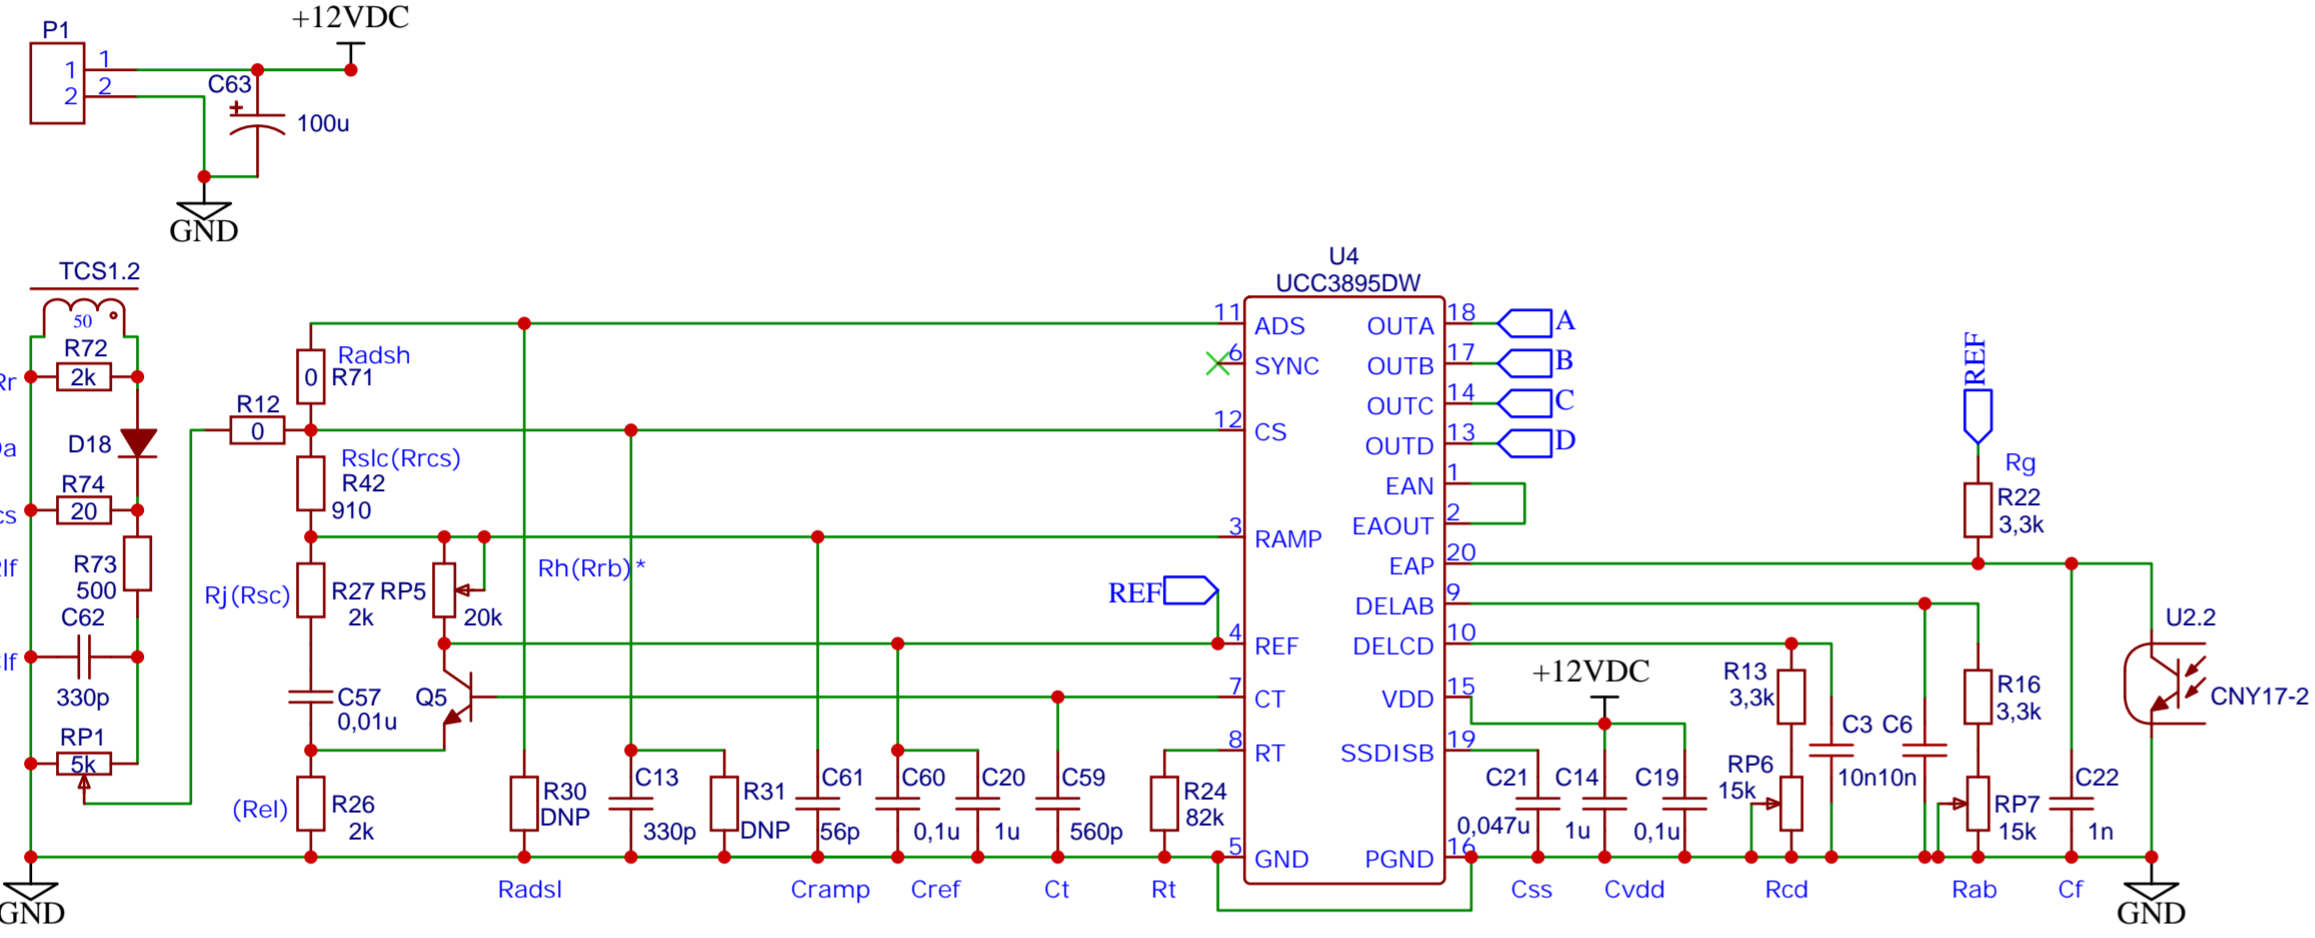 +12VDC
P1
1
1
2
2
C63
+
100u
GND
TCS1.2
50
R72
2k
D18
R74
20
R73
500
C62
330p
RP1
5k
GND
R12
0
Radsh
0
R71
Rslc(Rrcs)
R42
910
Rj(Rsc)
R27
2k
RP5
20k
Rh(Rrb)*
C57
0,01u
Q5
(Rel)
R26
2k
R30
DNP
Radsl
C13
330p
R31
DNP
C61
56p
Cramp
C60
0,1u
Cref
C20
1u
C59
560p
Ct
R24
82k
Rt
REF
U4
UCC3895DW
11
ADS
6
SYNC
12
CS
3
RAMP
4
REF
7
CT
8
RT
5
GND
OUTA
18
A
OUTB
17
B
OUTC
14
C
OUTD
13
D
EAN
1
EAOUT
2
EAP
20
DELAB
9
DELCD
10
VDD
15
SSDISB
19
PGND
16
+12VDC
C21
0,047u
Css
C14
1u
Cvdd
C19
0,1u
R13
3,3k
RP6
15k
Rcd
C3
10n
C6
10n
R16
3,3k
RP7
15k
Rab
REF
Rg
R22
3,3k
C22
1n
Cf
U2.2
CNY17-2
GND